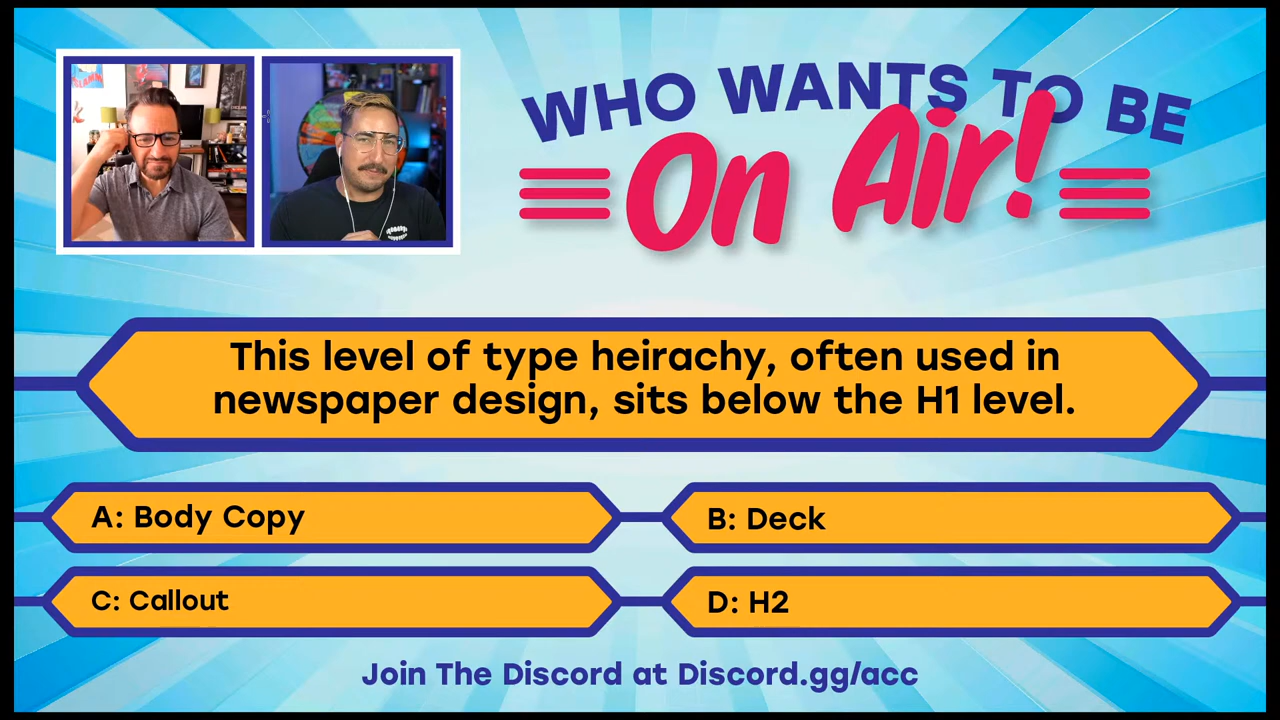 WHO WANTS TO BE
On Air!
This level of type heirachy, often used in
newspaper design, sits below the H1 level.
A: Body Copy
B: Deck
C: Callout
D: H2
Join The Discord at Discord.gg/acc